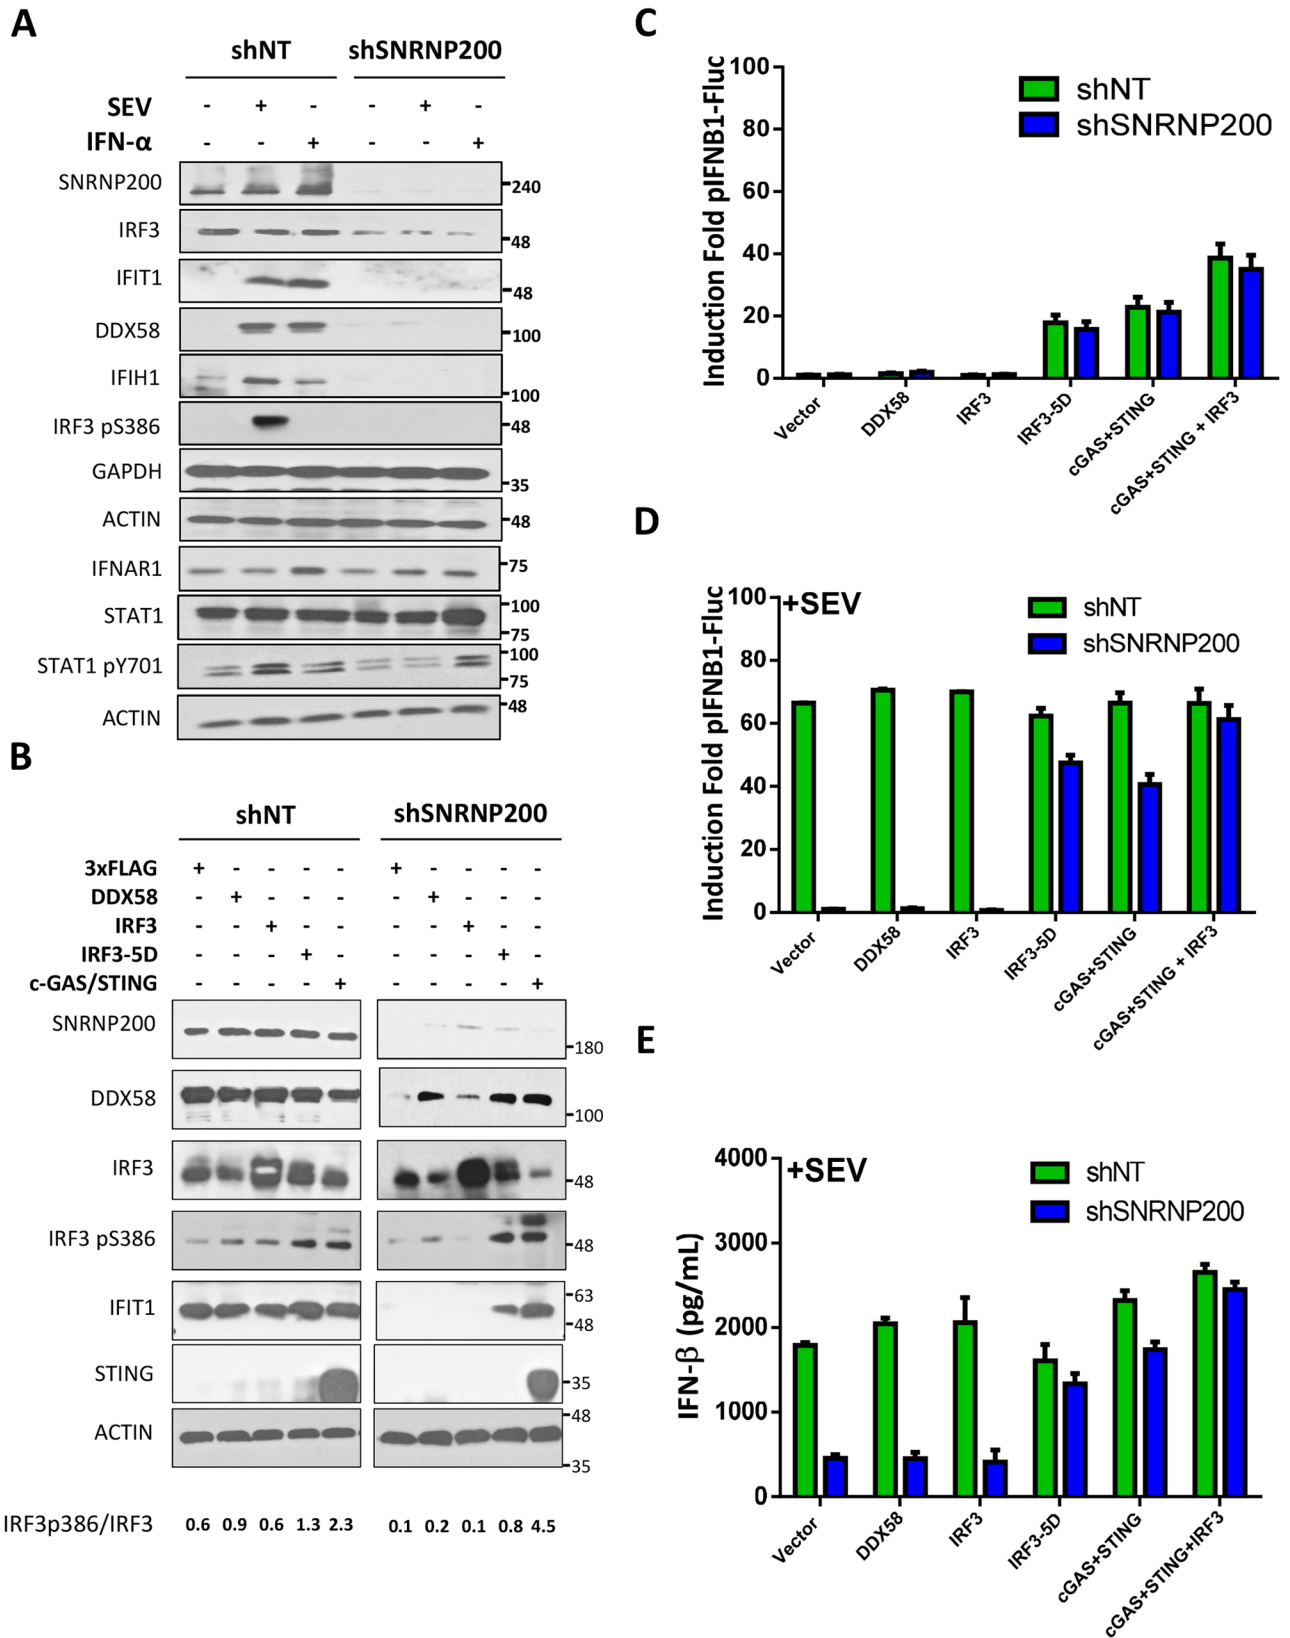 A
shNT shSNRNP200
SEV - + - - + -
IFN-α - - + - - +
SNRNP200 240
IRF3 48
IFIT1 48
DDX58 100
IFIH1 100
IRF3 pS386 48
GAPDH 35
ACTIN 48
IFNAR1 75
STAT1 100
75
STAT1 pY701 100
75
ACTIN 48
B
shNT shSNRNP200
3xFLAG + - - - - + - - - -
DDX58 - + - - - - + - - -
IRF3 - - + - - - - + - -
IRF3-5D - - - + - - - - + -
c-GAS/STING - - - - + - - - - +
SNRNP200 180
DDX58 100
IRF3 48
IRF3 pS386 48
IFIT1 63
48
STING 35
ACTIN 48
35
IRF3p386/IRF3 0.6 0.9 0.6 1.3 2.3 0.1 0.2 0.1 0.8 4.5
C
Induction Fold pIFNB1-Fluc
100
80
60
40
20
0
shNT
shSNRNP200
Vector DDX58 IRF3 IRF3-5D cGAS+STING cGAS+STING + IRF3
D
Induction Fold pIFNB1-Fluc
100
80
60
40
20
0
+SEV
shNT
shSNRNP200
Vector DDX58 IRF3 IRF3-5D cGAS+STING cGAS+STING + IRF3
E
IFN-β (pg/mL)
4000
3000
2000
1000
0
+SEV
shNT
shSNRNP200
Vector DDX58 IRF3 IRF3-5D cGAS+STING cGAS+STING+IRF3